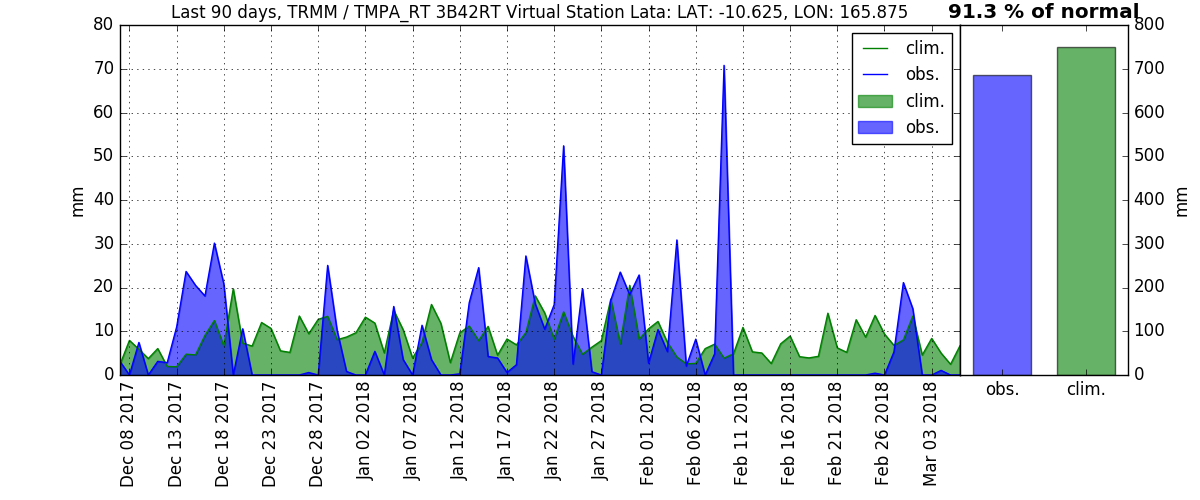 Last 90 days, TRMM / TMPA_RT 3B42RT Virtual Station Lata: LAT: -10.625, LON: 165.875
91.3 % of normal
80
70
60
50
40
30
20
10
0
mm
clim.
obs.
clim.
obs.
800
700
600
500
400
300
200
100
0
mm
obs.
clim.
Dec 08 2017
Dec 13 2017
Dec 18 2017
Dec 23 2017
Dec 28 2017
Jan 02 2018
Jan 07 2018
Jan 12 2018
Jan 17 2018
Jan 22 2018
Jan 27 2018
Feb 01 2018
Feb 06 2018
Feb 11 2018
Feb 16 2018
Feb 21 2018
Feb 26 2018
Mar 03 2018